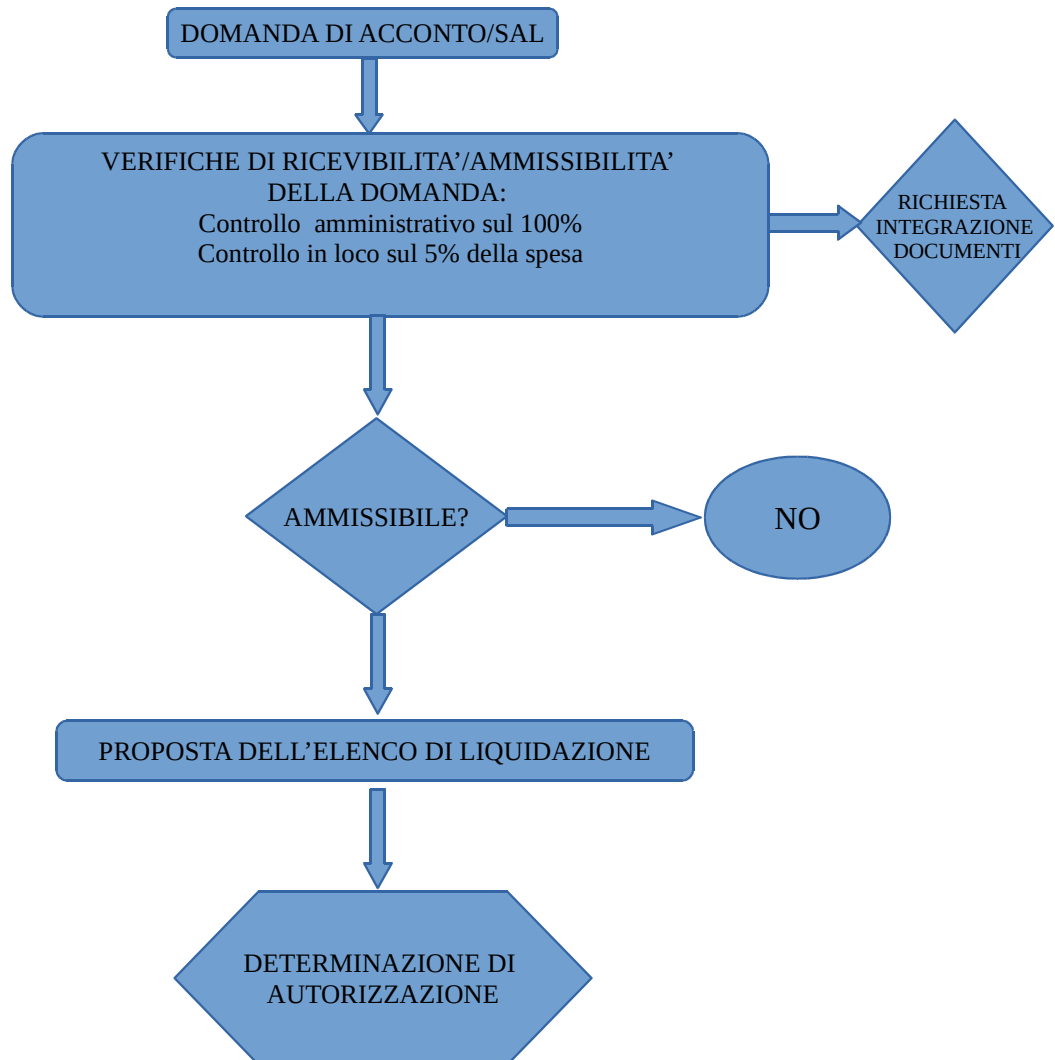 DOMANDA DI ACCONTO/SAL
VERIFICHE DI RICEVIBILITA’/AMMISSIBILITA’
DELLA DOMANDA:
Controllo  amministrativo sul 100%
Controllo in loco sul 5% della spesa
RICHIESTA
INTEGRAZIONE
DOCUMENTI
AMMISSIBILE?
NO
PROPOSTA DELL’ELENCO DI LIQUIDAZIONE
DETERMINAZIONE DI
AUTORIZZAZIONE